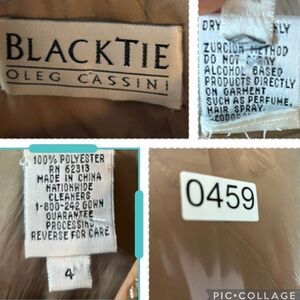 BLACKTIE
OLEG CASSINI
DRY
LY
ZURCION METHOD
DO NOT
ALCOHOL BASED
PRODUCTS DIRECTLY
ON GARMENT
SUCH AS PERFUME,
HAIR SPRAY
100% POLYESTER
RN 62313
MADE IN CHINA
NATIONWIDE
CLEANERS
1-800-242 GOWN
GUARANTEE
PROCESSING
REVERSE FOR CARE
4
0459
PIC•COLLAGE